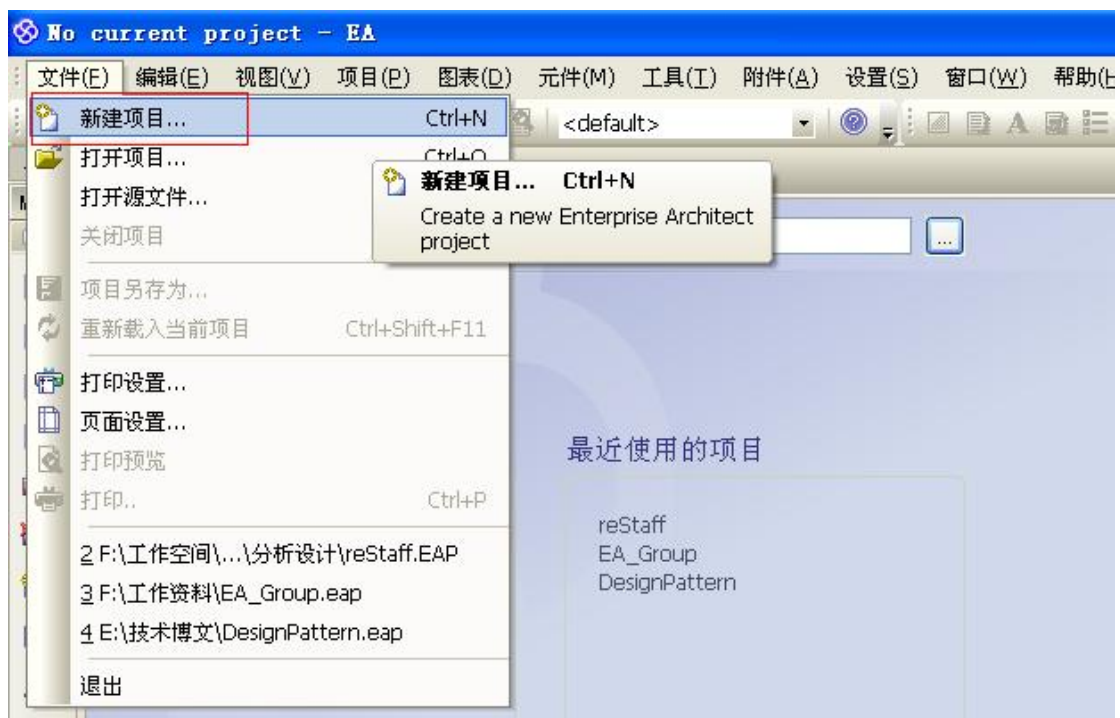 No current project - EA
文件(F) 编辑(E) 视图(V) 项目(P) 图表(D) 元件(M) 工具(T) 附件(A) 设置(S) 窗口(W) 帮助(H
新建项目... Ctrl+N
<default>
打开项目... Ctrl+O
新建项目... Ctrl+N
Create a new Enterprise Architect
project
打开源文件...
关闭项目
...
项目另存为...
重新载入当前项目 Ctrl+Shift+F11
打印设置...
页面设置...
打印预览
打印.. Ctrl+P
2 F:\工作空间\...\分析设计\reStaff.EAP
3 F:\工作资料\EA_Group.eap
4 E:\技术博文\DesignPattern.eap
退出
最近使用的项目
reStaff
EA_Group
DesignPattern